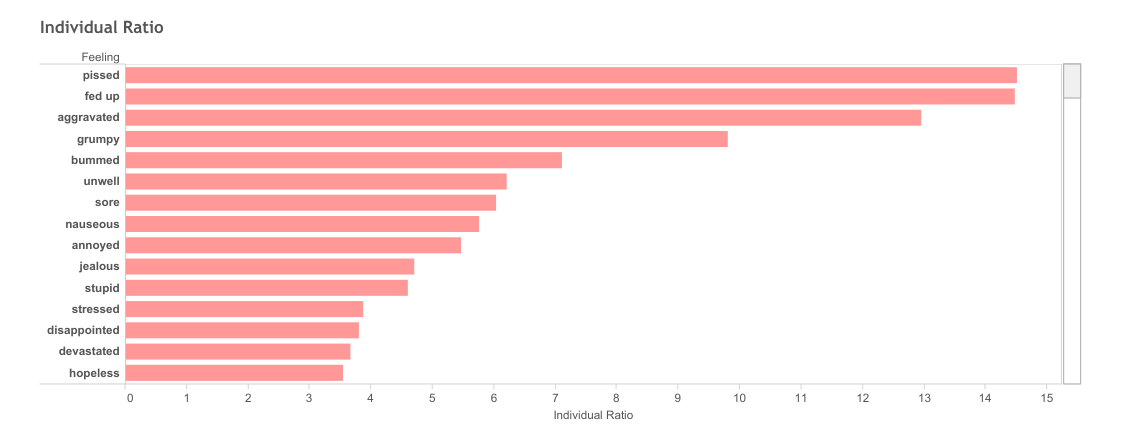 Individual Ratio
Feeling
pissed
fed up
aggravated
grumpy
bummed
unwell
sore
nauseous
annoyed
jealous
stupid
stressed
disappointed
devastated
hopeless
0 1 2 3 4 5 6 7 8 9 10 11 12 13 14 15
Individual Ratio